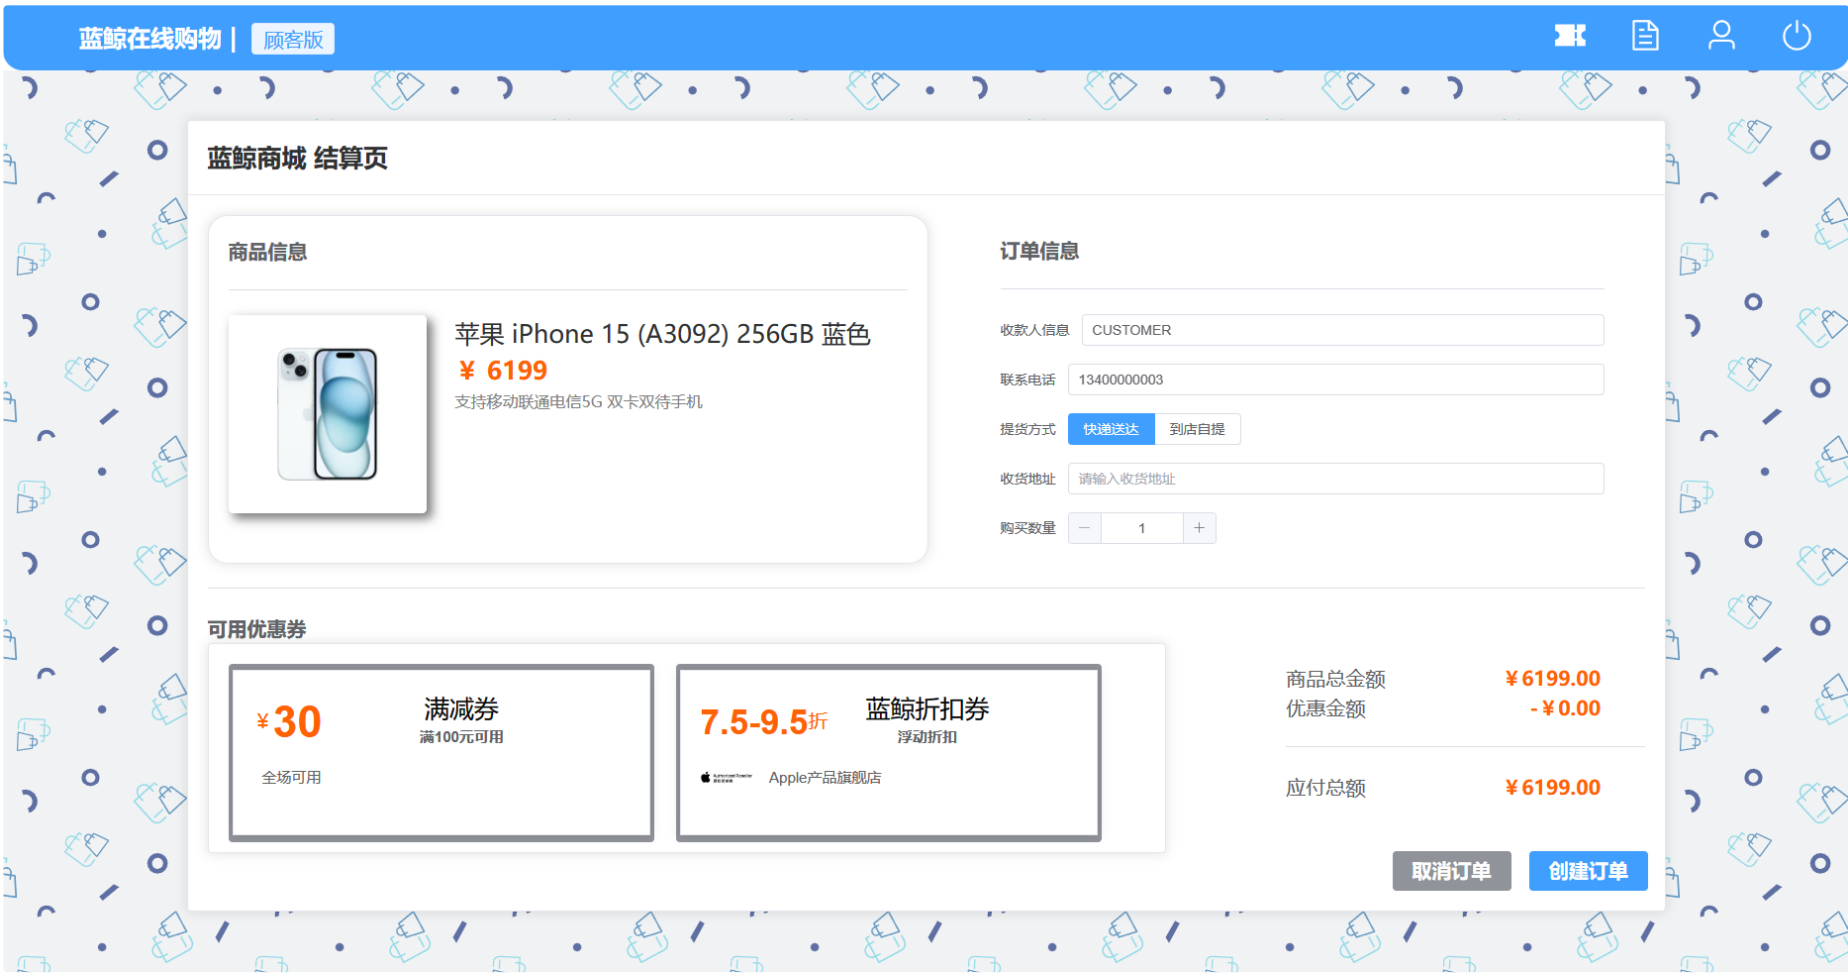 蓝鲸在线购物 | 顾客版
蓝鲸商城 结算页
商品信息
苹果 iPhone 15 (A3092) 256GB 蓝色
¥ 6199
支持移动联通电信5G 双卡双待手机
订单信息
收款人信息 CUSTOMER
联系电话 13400000003
提货方式 快递送达 到店自提
收货地址 请输入收货地址
购买数量 － 1 +
可用优惠券
¥30 满减券
满100元可用
全场可用
7.5-9.5折 蓝鲸折扣券
浮动折扣
Apple产品旗舰店
商品总金额 ¥6199.00
优惠金额 -¥0.00
应付总额 ¥6199.00
取消订单 创建订单